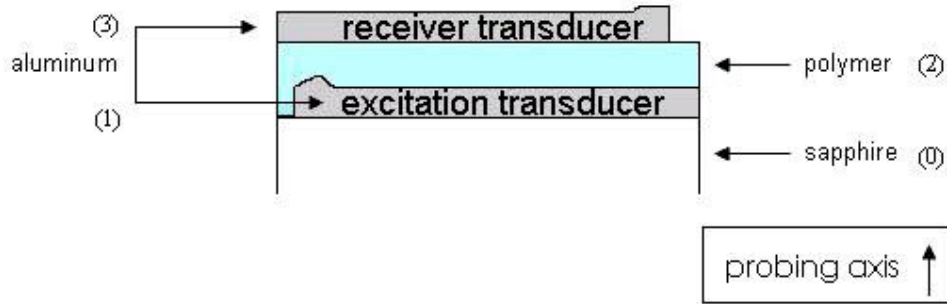 (3)
receiver transducer
aluminum
polymer (2)
excitation transducer
(1)
sapphire (0)
probing axis